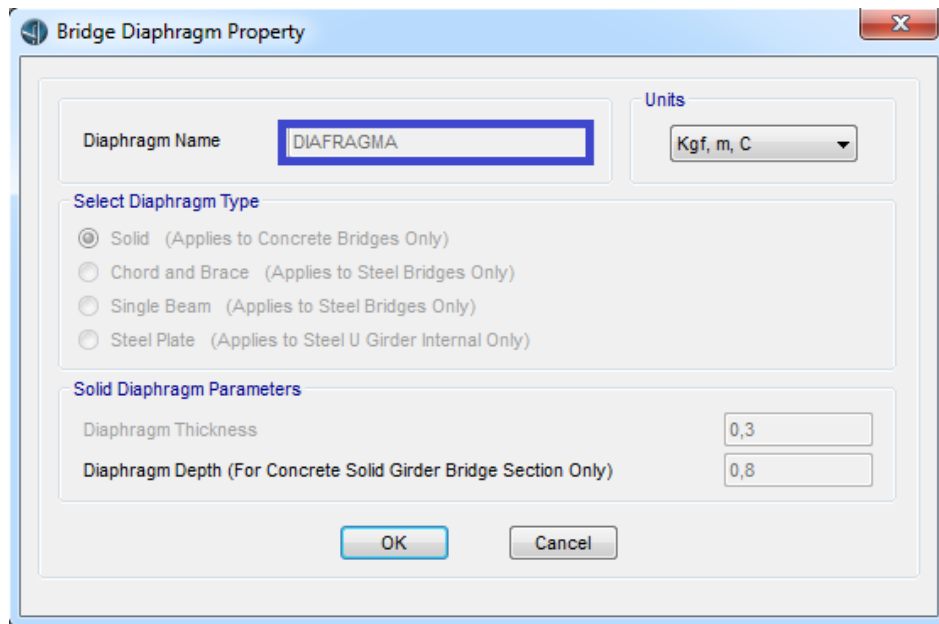 Bridge Diaphragm Property
Units
Diaphragm Name DIAFRAGMA Kgf, m, C
Select Diaphragm Type
Solid (Applies to Concrete Bridges Only)
Chord and Brace (Applies to Steel Bridges Only)
Single Beam (Applies to Steel Bridges Only)
Steel Plate (Applies to Steel U Girder Internal Only)
Solid Diaphragm Parameters
Diaphragm Thickness 0,3
Diaphragm Depth (For Concrete Solid Girder Bridge Section Only) 0,8
OK Cancel